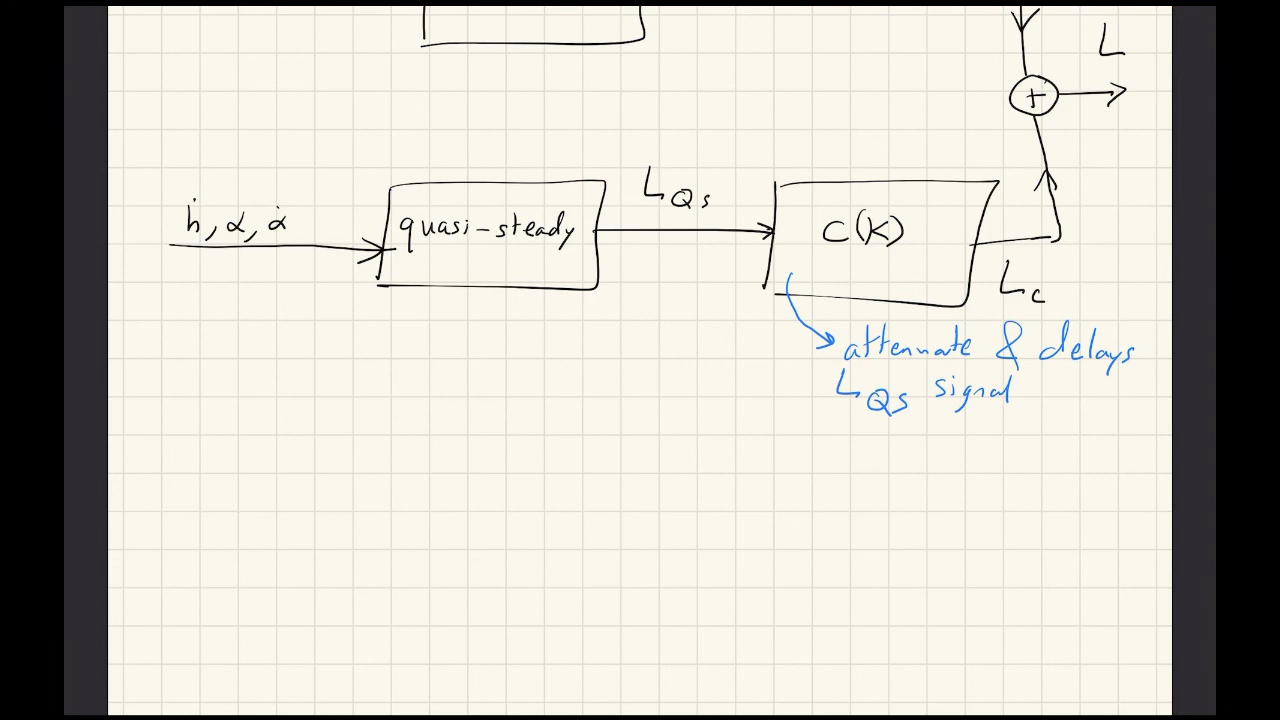 L
+
ḣ, α, α̇
quasi-steady
L_QS
C(K)
L_C
attenuate & delays
L_QS signal